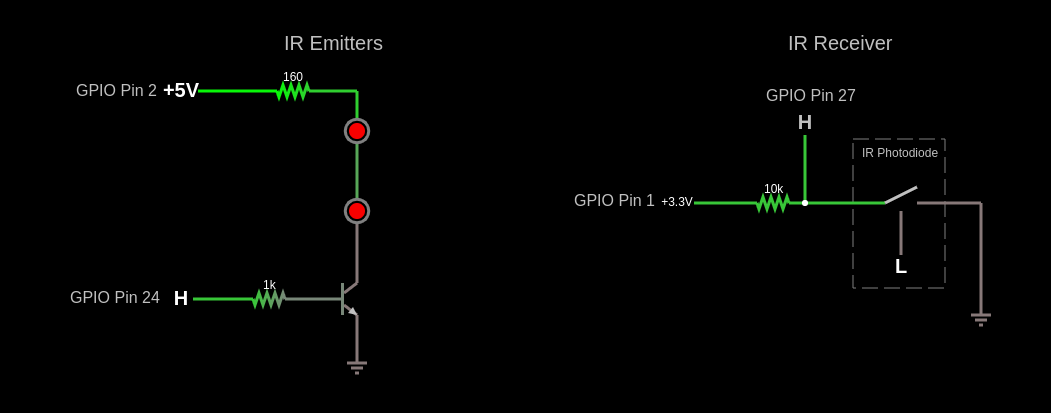 IR Emitters
160
GPIO Pin 2 +5V
1k
GPIO Pin 24 H
IR Receiver
GPIO Pin 27
H
IR Photodiode
10k
GPIO Pin 1 +3.3V
L